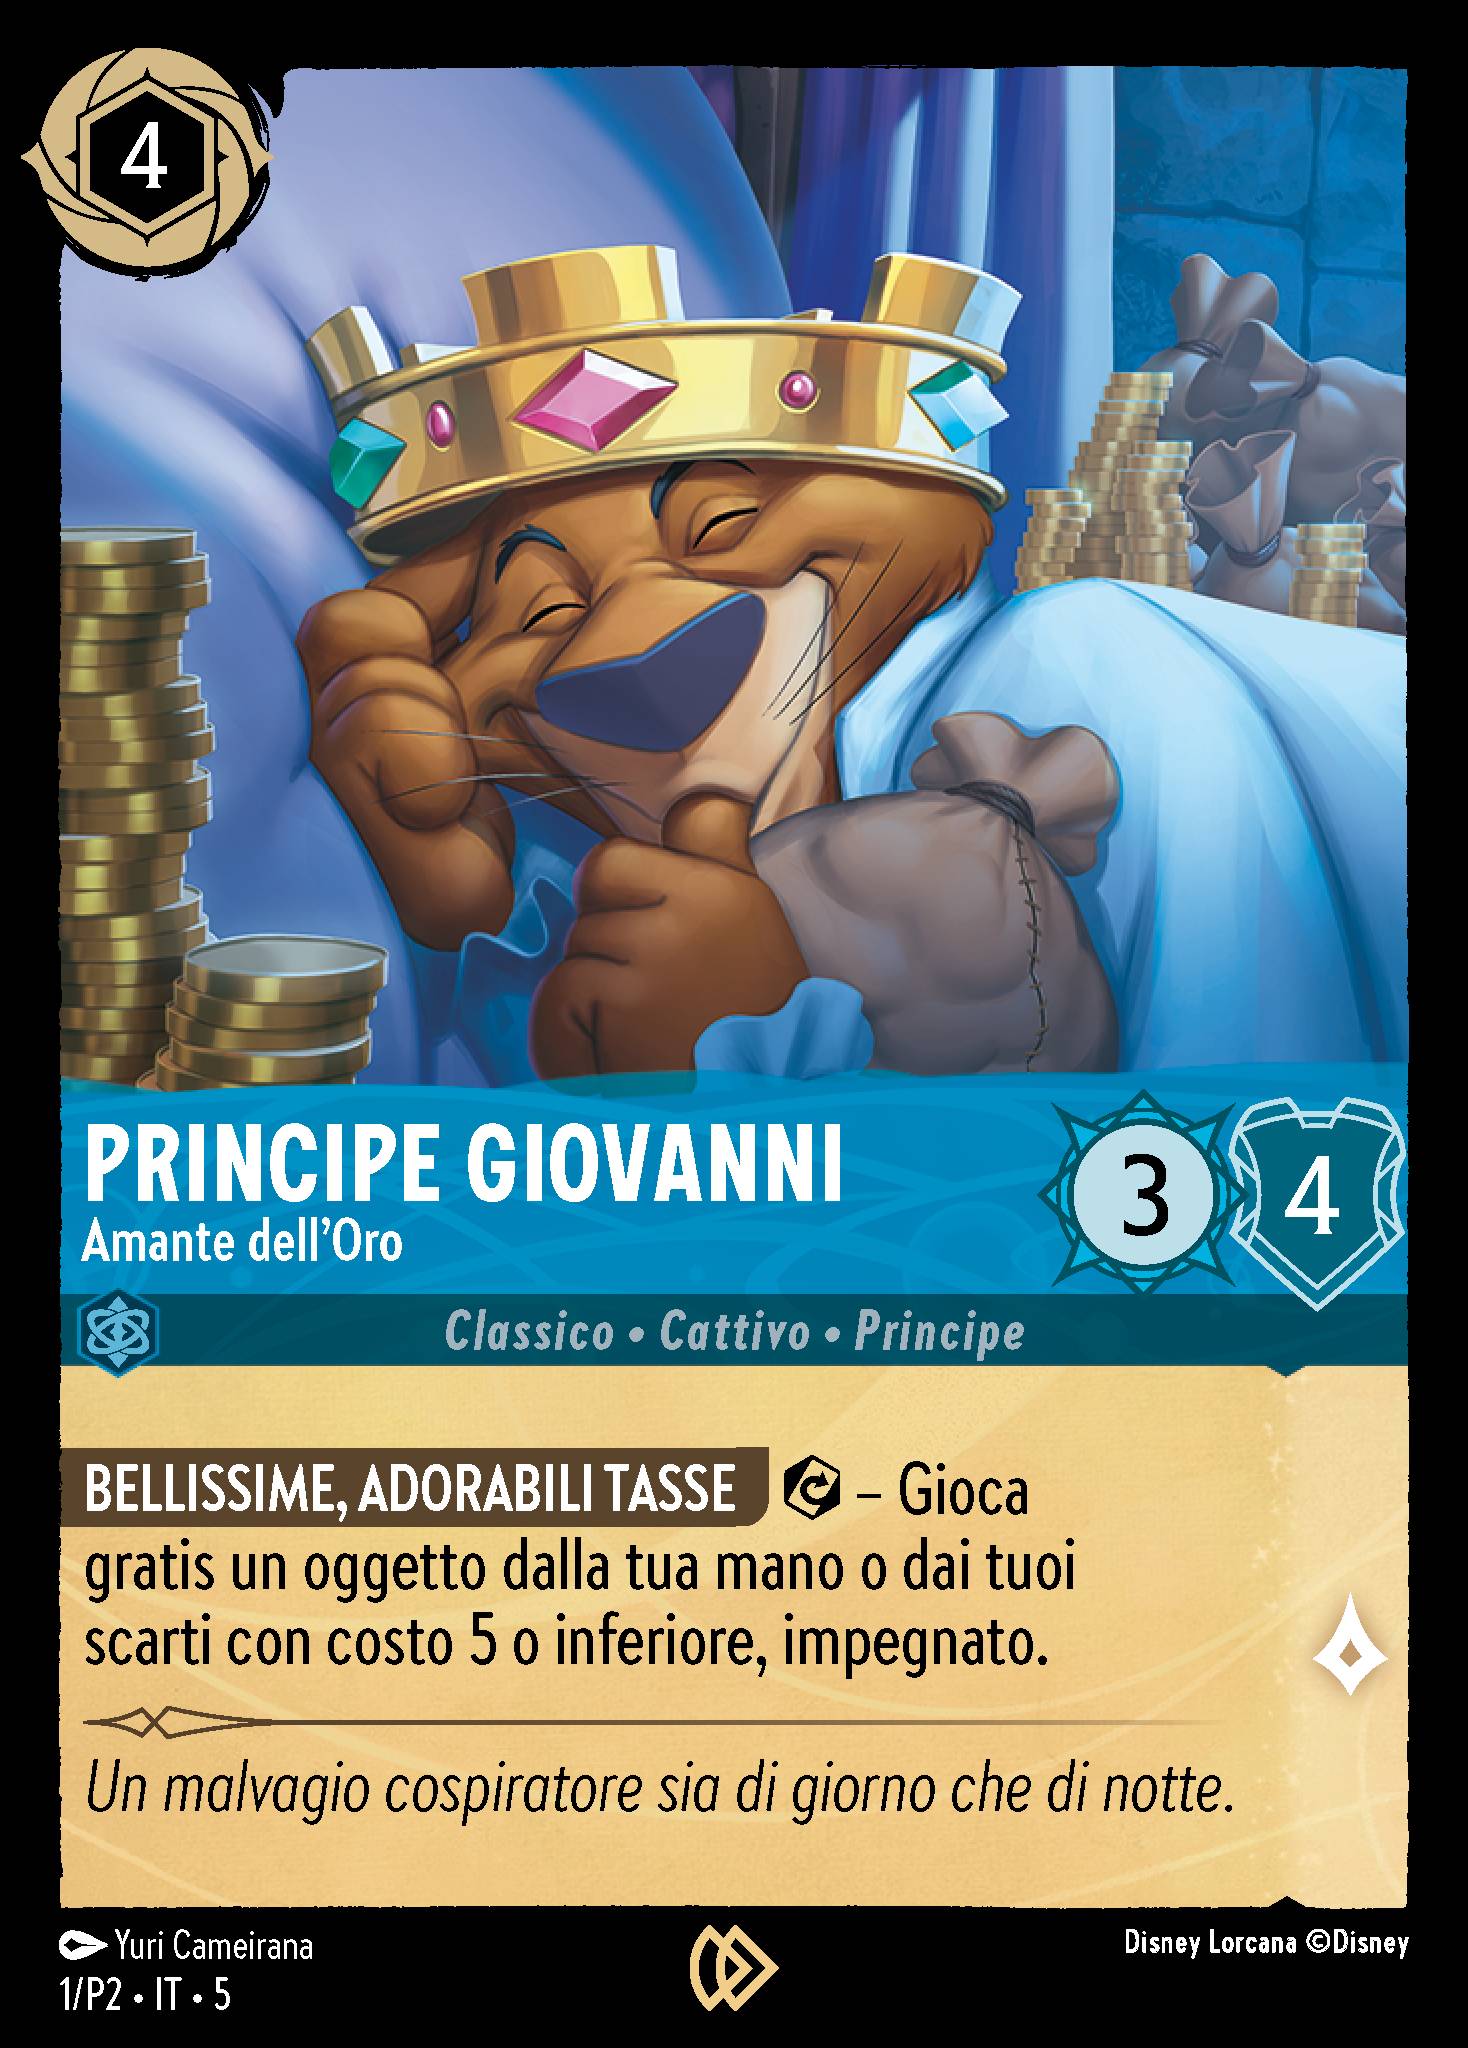 4
PRINCIPE GIOVANNI
Amante dell'Oro
3
4
Classico • Cattivo • Principe
BELLISSIME, ADORABILI TASSE – Gioca
gratis un oggetto dalla tua mano o dai tuoi
scarti con costo 5 o inferiore, impegnato.
Un malvagio cospiratore sia di giorno che di notte.
Yuri Cameirana
Disney Lorcana ©Disney
1/P2 • IT • 5